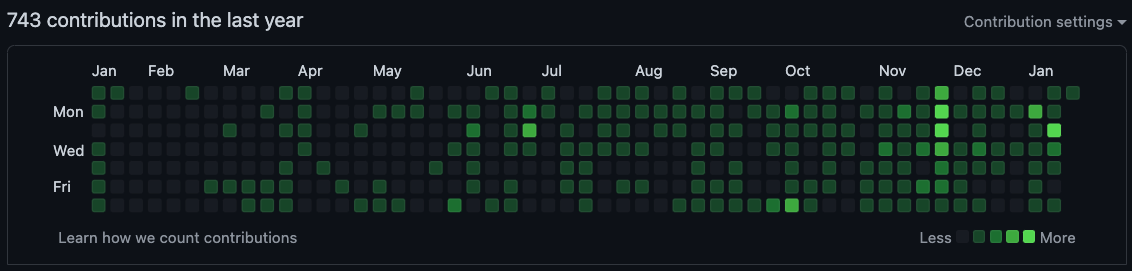 743 contributions in the last year
Contribution settings
Jan Feb Mar Apr May Jun Jul Aug Sep Oct Nov Dec Jan
Mon
Wed
Fri
Learn how we count contributions
Less More